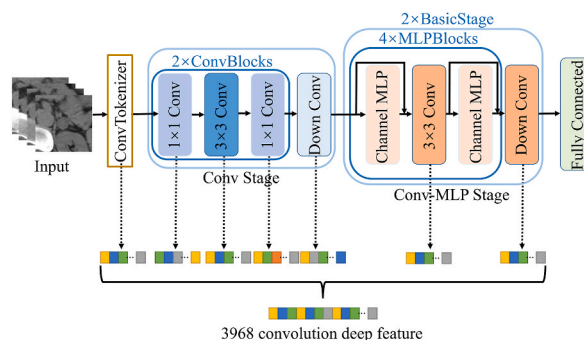 2×BasicStage
4×MLPBlocks
2×ConvBlocks
Input
ConvTokenizer
1×1 Conv
3×3 Conv
1×1 Conv
Down Conv
Channel MLP
3×3 Conv
Channel MLP
Down Conv
Fully Connected
Conv Stage
Conv-MLP Stage
3968 convolution deep feature